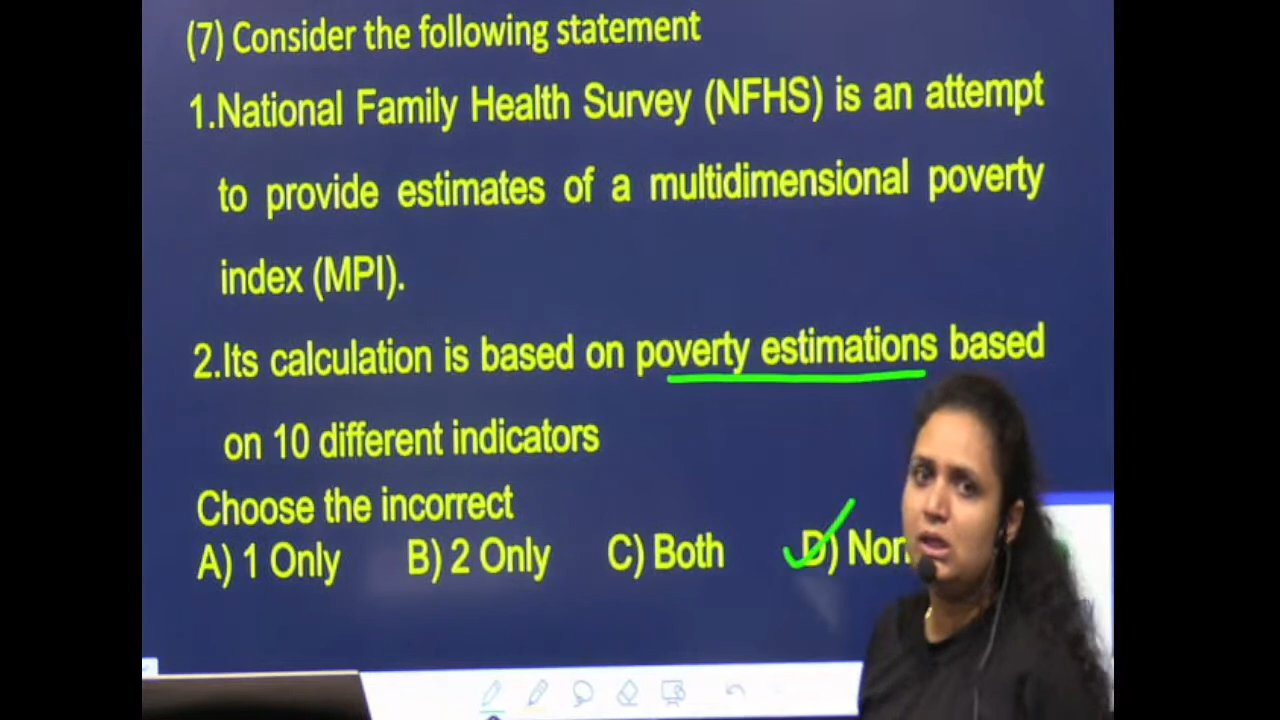 (7) Consider the following statement
1.National Family Health Survey (NFHS) is an attempt
to provide estimates of a multidimensional poverty
index (MPI).
2.Its calculation is based on poverty estimations based
on 10 different indicators
Choose the incorrect
A) 1 Only B) 2 Only C) Both D)